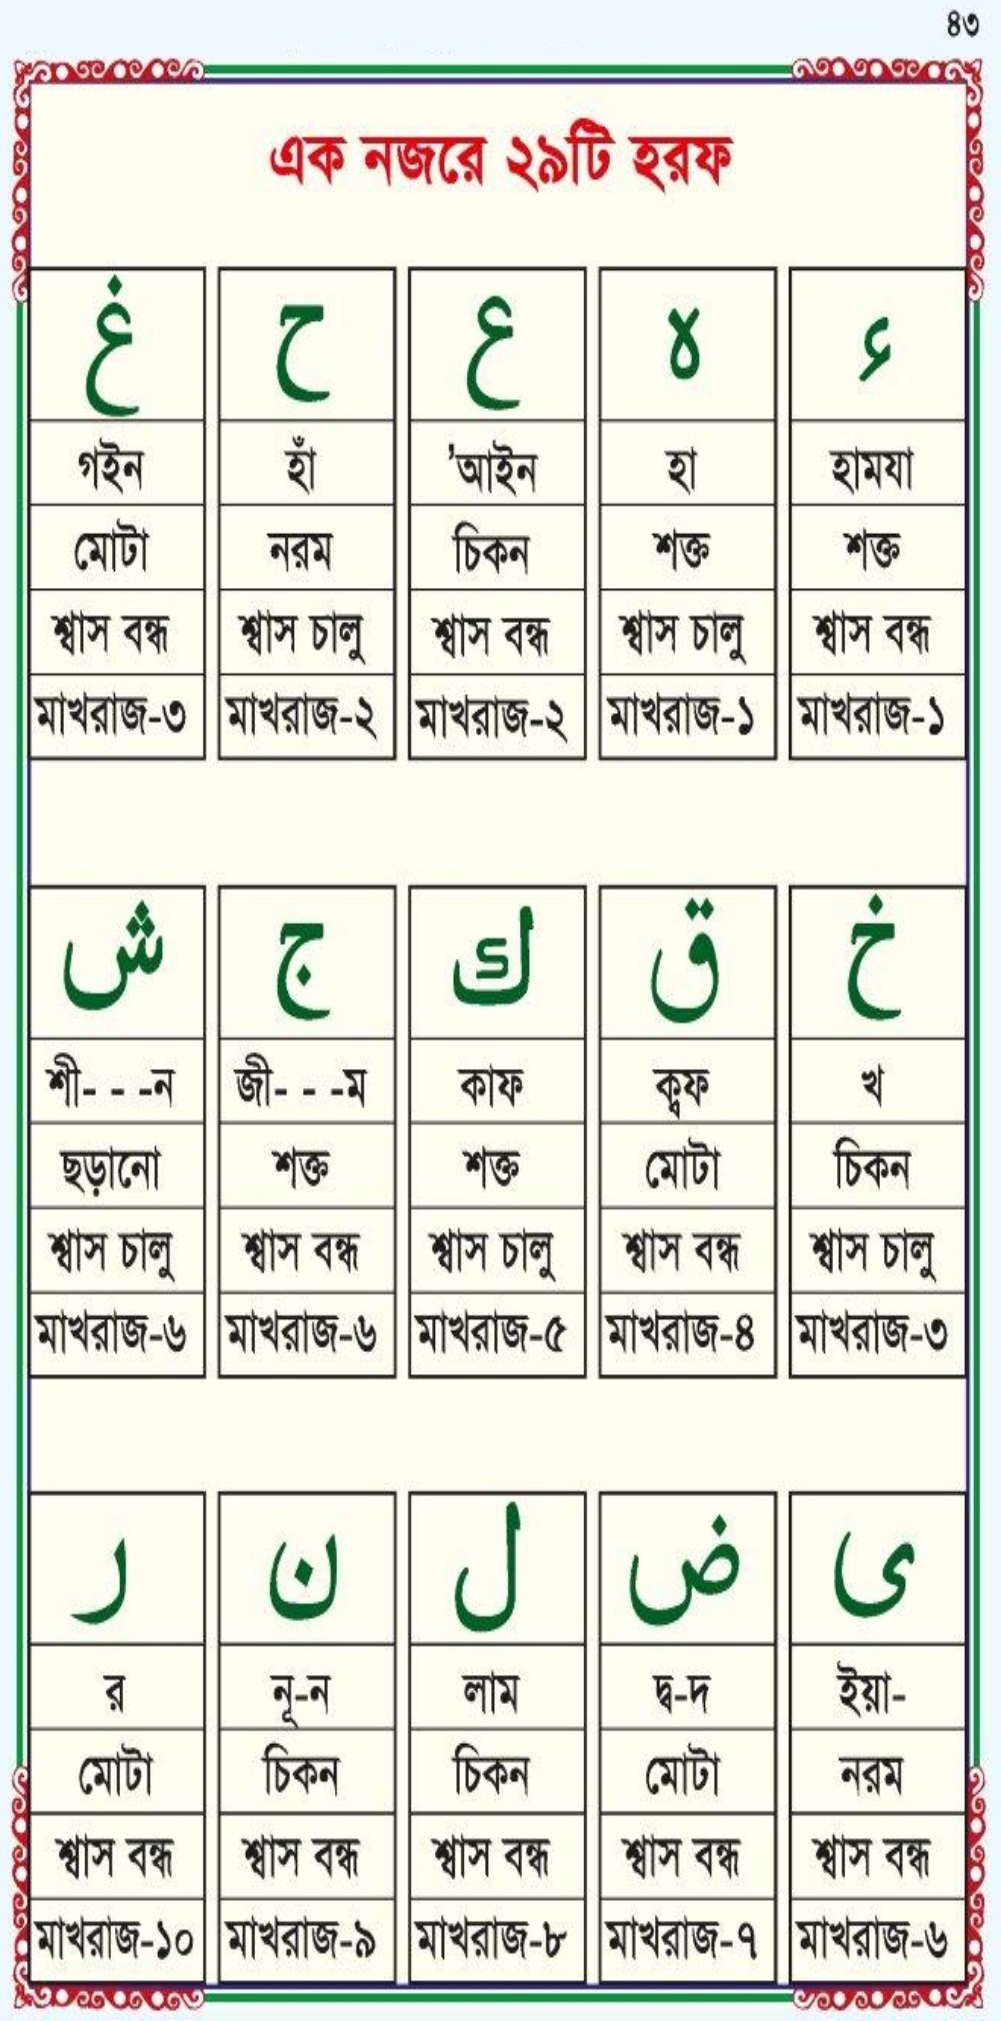 ৪৩
এক নজরে ২৯টি হরফ
غ ح ع ه ء
গইন হাঁ 'আইন হা হামযা
মোটা নরম চিকন শক্ত শক্ত
শ্বাস বন্ধ শ্বাস চালু শ্বাস বন্ধ শ্বাস চালু শ্বাস বন্ধ
মাখরাজ-৩ মাখরাজ-২ মাখরাজ-২ মাখরাজ-১ মাখরাজ-১
ش ج ك ق خ
শী- - -ন জী- - -ম কাফ ক্বফ খ
ছড়ানো শক্ত শক্ত মোটা চিকন
শ্বাস চালু শ্বাস বন্ধ শ্বাস চালু শ্বাস বন্ধ শ্বাস চালু
মাখরাজ-৬ মাখরাজ-৬ মাখরাজ-৫ মাখরাজ-৪ মাখরাজ-৩
ر ن ل ض ى
র নূ-ন লাম দ্ব-দ ইয়া-
মোটা চিকন চিকন মোটা নরম
শ্বাস বন্ধ শ্বাস বন্ধ শ্বাস বন্ধ শ্বাস বন্ধ শ্বাস বন্ধ
মাখরাজ-১০ মাখরাজ-৯ মাখরাজ-৮ মাখরাজ-৭ মাখরাজ-৬